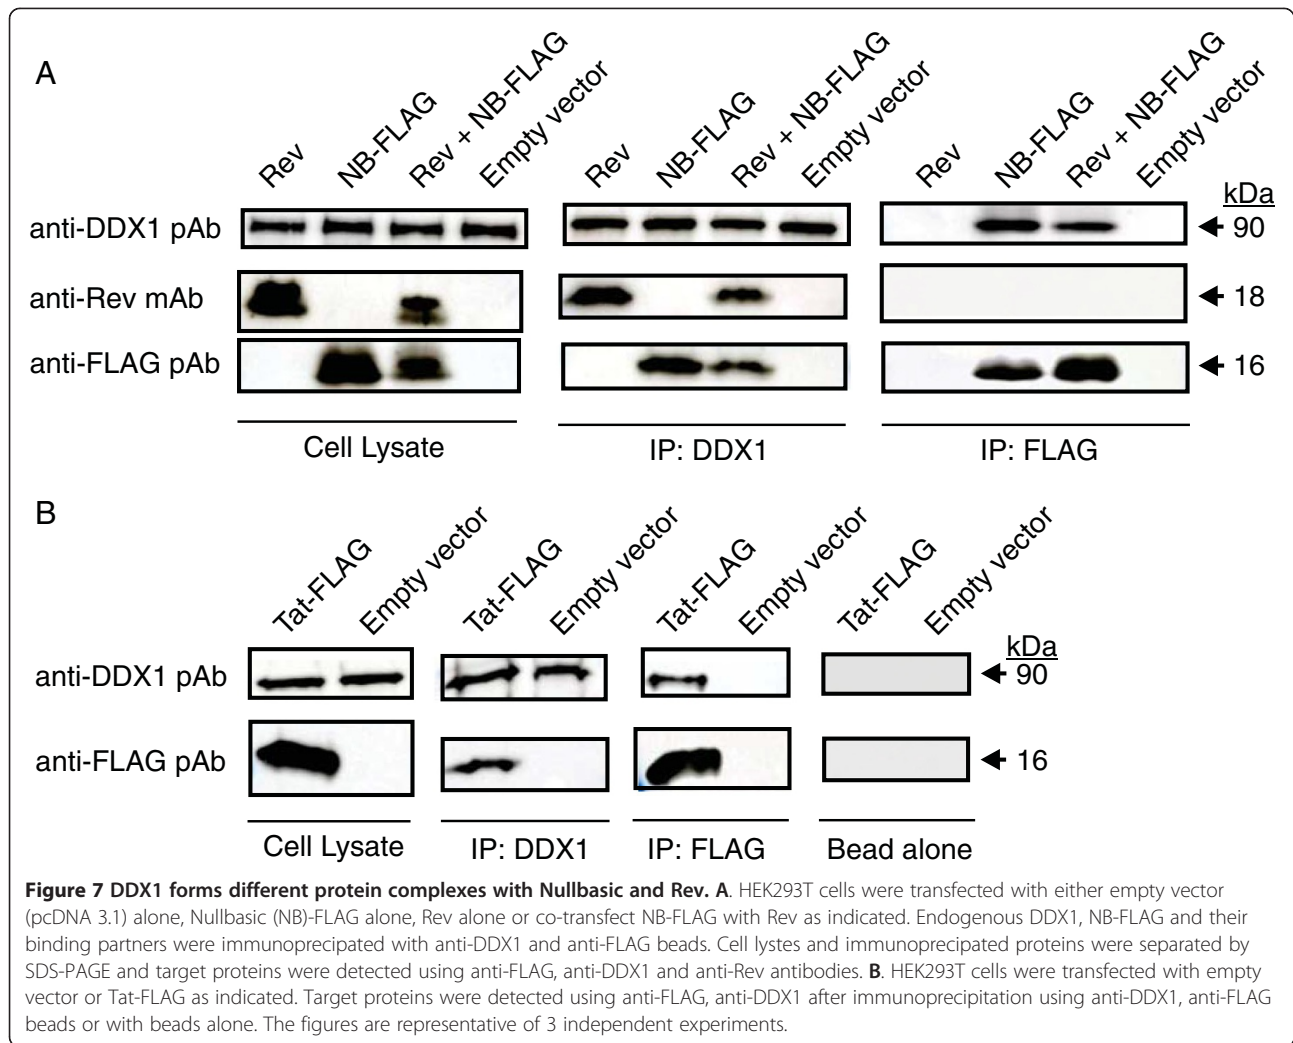 A
Rev
NB-FLAG
Rev + NB-FLAG
Empty vector
Rev
NB-FLAG
Rev + NB-FLAG
Empty vector
Rev
NB-FLAG
Rev + NB-FLAG
Empty vector
kDa
anti-DDX1 pAb
90
anti-Rev mAb
18
anti-FLAG pAb
16
Cell Lysate
IP: DDX1
IP: FLAG
B
Tat-FLAG
Empty vector
Tat-FLAG
Empty vector
Tat-FLAG
Empty vector
Tat-FLAG
Empty vector
kDa
anti-DDX1 pAb
90
anti-FLAG pAb
16
Cell Lysate
IP: DDX1
IP: FLAG
Bead alone
Figure 7 DDX1 forms different protein complexes with Nullbasic and Rev. A. HEK293T cells were transfected with either empty vector
(pcDNA 3.1) alone, Nullbasic (NB)-FLAG alone, Rev alone or co-transfect NB-FLAG with Rev as indicated. Endogenous DDX1, NB-FLAG and their
binding partners were immunoprecipated with anti-DDX1 and anti-FLAG beads. Cell lystes and immunoprecipated proteins were separated by
SDS-PAGE and target proteins were detected using anti-FLAG, anti-DDX1 and anti-Rev antibodies. B. HEK293T cells were transfected with empty
vector or Tat-FLAG as indicated. Target proteins were detected using anti-FLAG, anti-DDX1 after immunoprecipitation using anti-DDX1, anti-FLAG
beads or with beads alone. The figures are representative of 3 independent experiments.